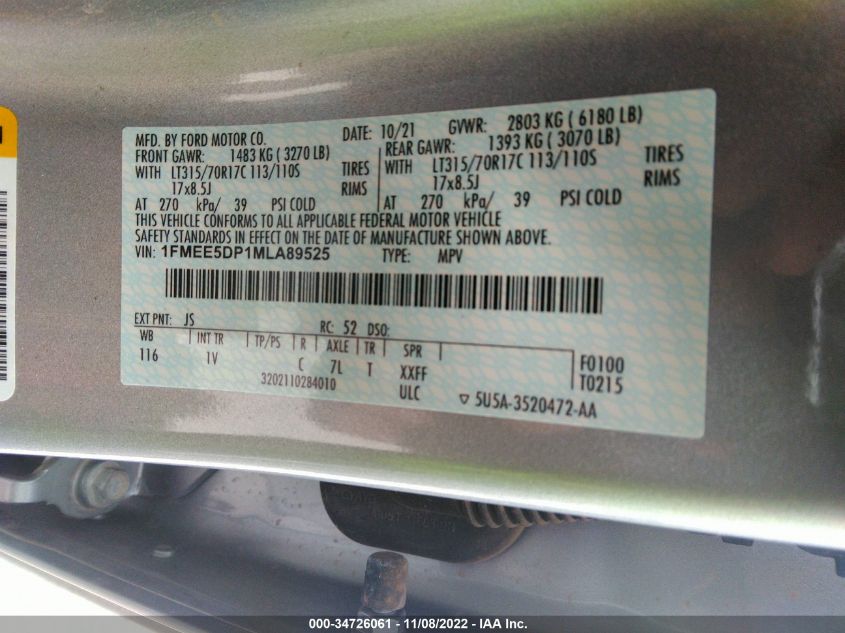 MFD. BY FORD MOTOR CO.
DATE: 10/21 GVWR: 2803 KG ( 6180 LB)
FRONT GAWR: 1483 KG ( 3270 LB) REAR GAWR: 1393 KG ( 3070 LB)
WITH LT315/70R17C 113/110S TIRES WITH LT315/70R17C 113/110S TIRES
17x8.5J RIMS 17x8.5J RIMS
AT 270 kPa/ 39 PSI COLD AT 270 kPa/ 39 PSI COLD
THIS VEHICLE CONFORMS TO ALL APPLICABLE FEDERAL MOTOR VEHICLE
SAFETY STANDARDS IN EFFECT ON THE DATE OF MANUFACTURE SHOWN ABOVE.
VIN: 1FMEE5DP1MLA89525 TYPE: MPV
EXT PNT: JS RC: 52 DSO:
WB INT TR TP/PS R AXLE TR SPR
116 1V C 7L T XXFF
F0100
T0215
3202110284010 ULC
5U5A-3520472-AA
000-34726061 — 11/08/2022 — IAA Inc.